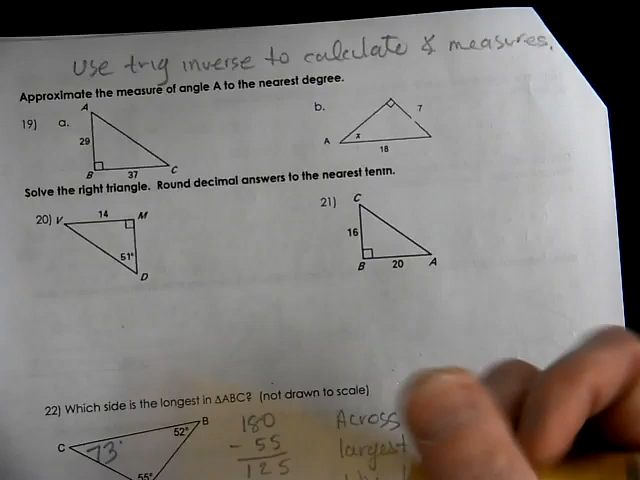 use trig inverse to calculate ∡ measures.
Approximate the measure of angle A to the nearest degree.
19) a.
A
29
B
37
C
b.
7
A
x
18
Solve the right triangle. Round decimal answers to the nearest tenth.
20)
V
14
M
51°
D
21)
C
16
B
20
A
22) Which side is the longest in ΔABC? (not drawn to scale)
C
73°
52°
B
55°
180
- 55
125
Across
largest